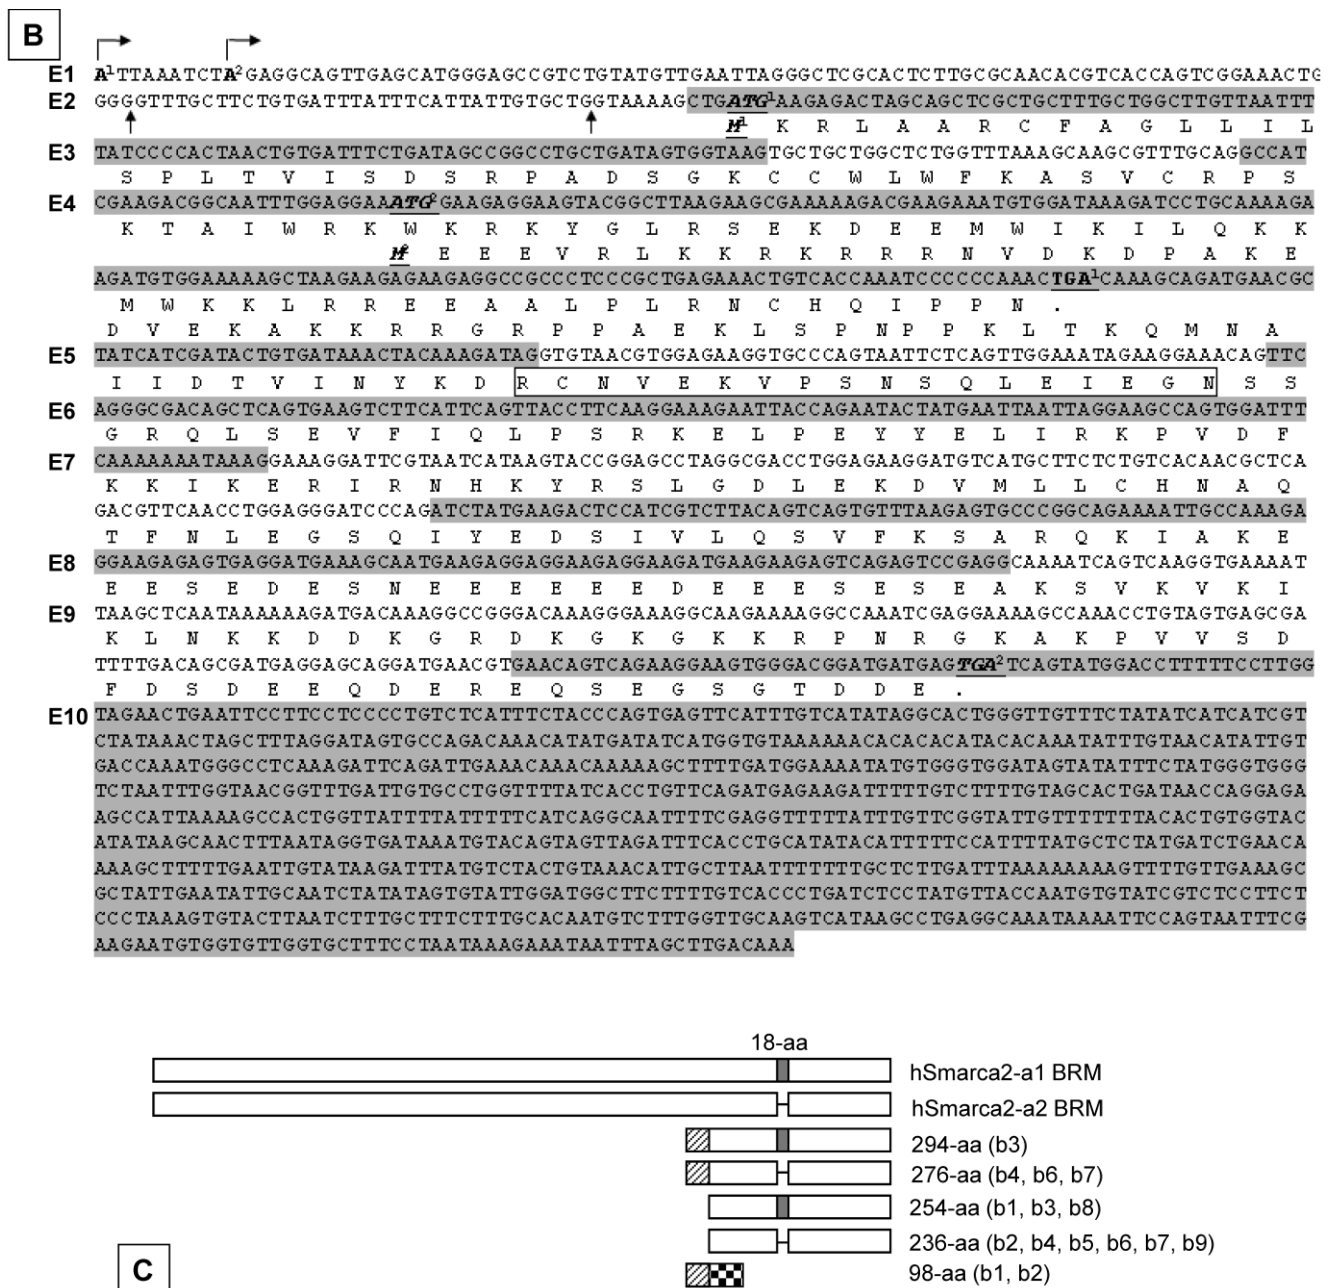 B
E1 A¹TTAAATCTA²GAGGCAGTTGAGCATGGGAGCCGTCTGTATGTTGAATTAGGGCTCGCACTCTTGCGCAACACGTCACCAGTCGGAAACTG
E2 GGGGTTTGCTTCTGTGATTTATTTCATTATTGTGCTGGTAAAAGCTGATG¹AAGAGACTAGCAGCTCGCTGCTTTGCTGGCTTGTTAATTT
M¹ K R L A A R C F A G L L I L
E3 TATCCCCACTAACTGTGATTTCTGATAGCCGGCCTGCTGATAGTGGTAAGTGCTGCTGGCTCTGGTTTAAAGCAAGCGTTTGCAGGCCAT
S P L T V I S D S R P A D S G K C C W L W F K A S V C R P S
E4 CGAAGACGGCAATTTGGAGGAAATG²GAAGAGGAAGTACGGCTTAAGAAGCGAAAAAGACGAAGAAATGTGGATAAAGATCCTGCAAAAGA
K T A I W R K W K R K Y G L R S E K D E E M W I K I L Q K K
M² E E E V R L K K R K R R R N V D K D P A K E
AGATGTGGAAAAAGCTAAGAAGAGAAGAGGCCGCCCTCCCGCTGAGAAACTGTCACCAAATCCCCCCAAACTGA¹CAAAGCAGATGAACGC
M W K K L R R E E A A L P L R N C H Q I P P N .
D V E K A K K R R G R P P A E K L S P N P P K L T K Q M N A
E5 TATCATCGATACTGTGATAAACTACAAAGATAGGTGTAACGTGGAGAAGGTGCCCAGTAATTCTCAGTTGGAAATAGAAGGAAACAGTTC
I I D T V I N Y K D R C N V E K V P S N S Q L E I E G N S S
E6 AGGGCGACAGCTCAGTGAAGTCTTCATTCAGTTACCTTCAAGGAAAGAATTACCAGAATACTATGAATTAATTAGGAAGCCAGTGGATTT
G R Q L S E V F I Q L P S R K E L P E Y Y E L I R K P V D F
E7 CAAAAAAATAAAGGAAAGGATTCGTAATCATAAGTACCGGAGCCTAGGCGACCTGGAGAAGGATGTCATGCTTCTCTGTCACAACGCTCA
K K I K E R I R N H K Y R S L G D L E K D V M L L C H N A Q
GACGTTCAACCTGGAGGGATCCCAGATCTATGAAGACTCCATCGTCTTACAGTCAGTGTTTAAGAGTGCCCGGCAGAAAATTGCCAAAGA
T F N L E G S Q I Y E D S I V L Q S V F K S A R Q K I A K E
E8 GGAAGAGAGTGAGGATGAAAGCAATGAAGAGGAGGAAGAGGAAGATGAAGAAGAGTCAGAGTCCGAGGCAAAATCAGTCAAGGTGAAAAT
E E S E D E S N E E E E E E D E E E S E S E A K S V K V K I
E9 TAAGCTCAATAAAAAAGATGACAAAGGCCGGGACAAAGGGAAAGGCAAGAAAAGGCCAAATCGAGGAAAAGCCAAACCTGTAGTGAGCGA
K L N K K D D K G R D K G K G K K R P N R G K A K P V V S D
TTTTGACAGCGATGAGGAGCAGGATGAACGTGAACAGTCAGAAGGAAGTGGGACGGATGATGAGTGA²TCAGTATGGACCTTTTTCCTTGG
F D S D E E Q D E R E Q S E G S G T D D E .
E10 TAGAACTGAATTCCTTCCTCCCCTGTCTCATTTCTACCCAGTGAGTTCATTTGTCATATAGGCACTGGGTTGTTTCTATATCATCATCGT
CTATAAACTAGCTTTAGGATAGTGCCAGACAAACATATGATATCATGGTGTAAAAAACACACACATACACAAATATTTGTAACATATTGT
GACCAAATGGGCCTCAAAGATTCAGATTGAAACAAACAAAAAGCTTTTGATGGAAAATATGTGGGTGGATAGTATATTTCTATGGGTGGG
TCTAATTTGGTAACGGTTTGATTGTGCCTGGTTTTATCACCTGTTCAGATGAGAAGATTTTTGTCTTTTGTAGCACTGATAACCAGGAGA
AGCCATTAAAAGCCACTGGTTATTTTATTTTTCATCAGGCAATTTTCGAGGTTTTTATTTGTTCGGTATTGTTTTTTTACACTGTGGTAC
ATATAAGCAACTTTAATAGGTGATAAATGTACAGTAGTTAGATTTCACCTGCATATACATTTTTCCATTTTATGCTCTATGATCTGAACA
AAAGCTTTTTGAATTGTATAAGATTTATGTCTACTGTAAACATTGCTTAATTTTTTTGCTCTTGATTTAAAAAAAAGTTTTGTTGAAAGC
GCTATTGAATATTGCAATCTATATAGTGTATTGGATGGCTTCTTTTGTCACCCTGATCTCCTATGTTACCAATGTGTATCGTCTCCTTCT
CCCTAAAGTGTACTTAATCTTTGCTTTCTTTGCACAATGTCTTTGGTTGCAAGTCATAAGCCTGAGGCAAATAAAATTCCAGTAATTTCG
AAGAATGTGGTGTTGGTGCTTTCCTAATAAAGAAATAATTTAGCTTGACAAA
18-aa
hSmarca2-a1 BRM
hSmarca2-a2 BRM
294-aa (b3)
276-aa (b4, b6, b7)
254-aa (b1, b3, b8)
236-aa (b2, b4, b5, b6, b7, b9)
98-aa (b1, b2)
C